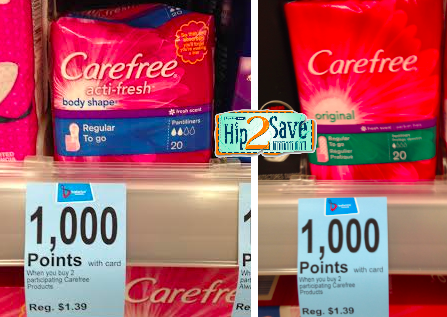 Carefree
acti-fresh
body shape
fresh scent
Regular
To go
Pantiliners
20
1,000
Points with card
When you buy 2
participating Carefree
Products.
Reg. $1.39
Carefree
Hip2Save
Carefree
original
fresh scent
Regular
To go
20
1,000
Points with card
When you buy 2
participating Carefree
Products
Reg. $1.39